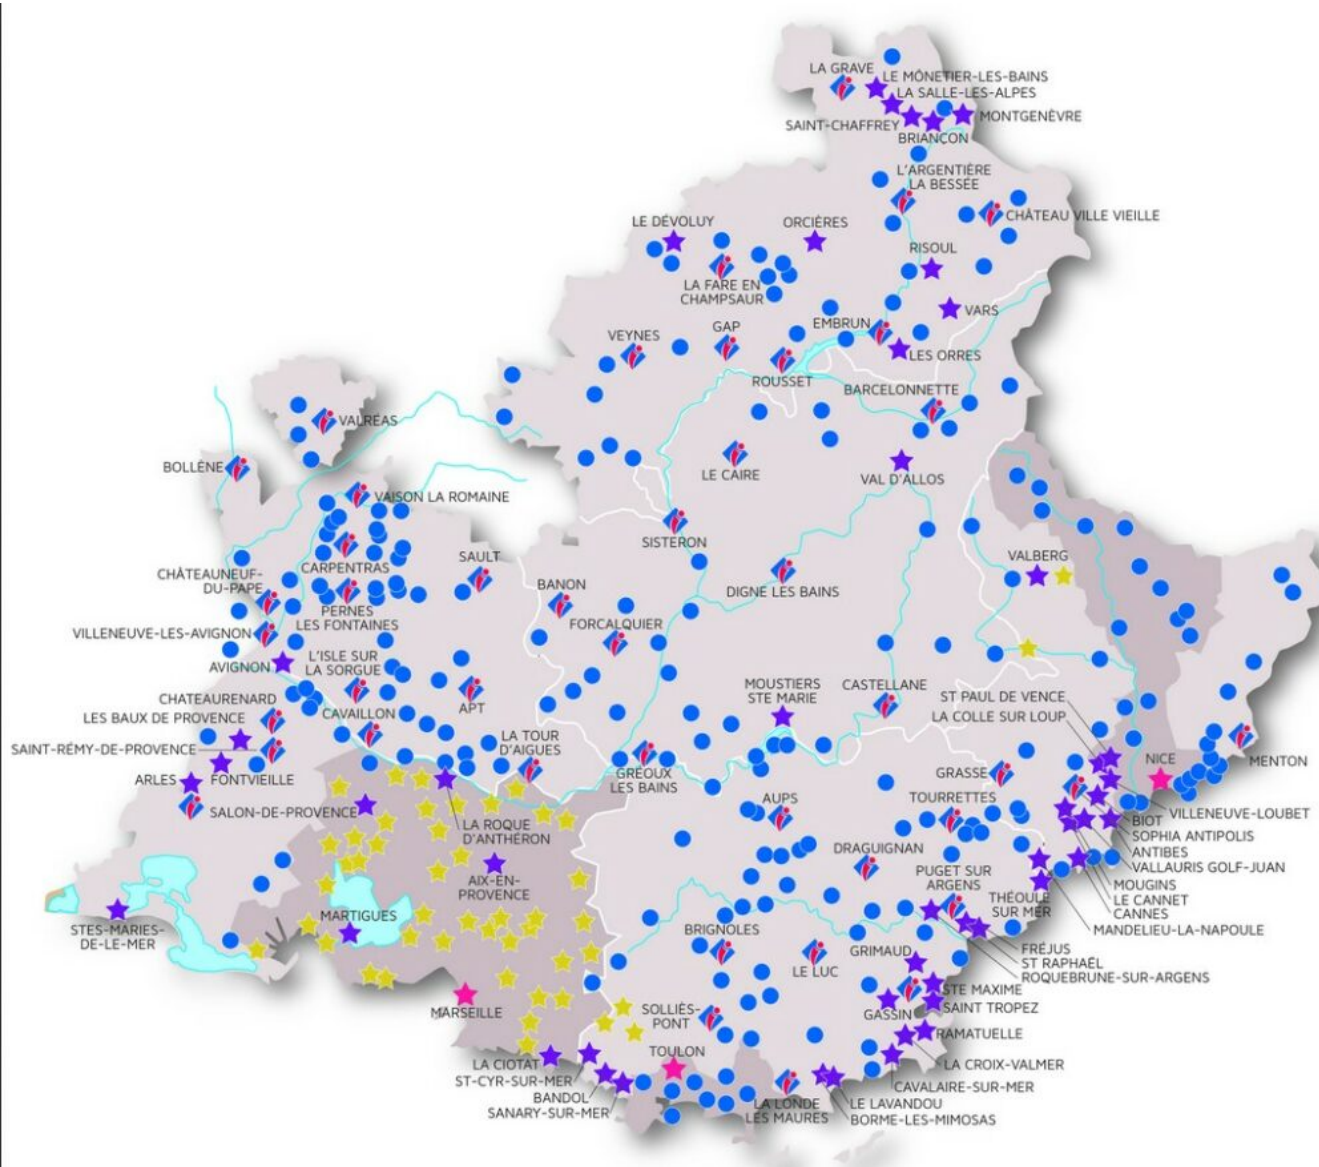 LA GRAVE
LE MÔNETIER-LES-BAINS
LA SALLE-LES-ALPES
SAINT-CHAFFREY
MONTGENÈVRE
BRIANÇON
L'ARGENTIÈRE
LA BESSÉE
CHÂTEAU VILLE VIEILLE
LE DÉVOLUY
ORCIÈRES
RISOUL
LA FARE EN
CHAMPSAUR
VARS
VEYNES
GAP
EMBRUN
LES ORRES
ROUSSET
BARCELONNETTE
VALRÉAS
BOLLÈNE
LE CAIRE
VAL D'ALLOS
VAISON LA ROMAINE
SISTERON
CARPENTRAS
SAULT
VALBERG
CHÂTEAUNEUF-
DU-PAPE
BANON
DIGNE LES BAINS
PERNES
LES FONTAINES
FORCALQUIER
VILLENEUVE-LES-AVIGNON
AVIGNON
L'ISLE SUR
LA SORGUE
APT
MOUSTIERS
STE MARIE
CASTELLANE
ST PAUL DE VENCE
LA COLLE SUR LOUP
CHATEAURENARD
LES BAUX DE PROVENCE
CAVAILLON
SAINT-RÉMY-DE-PROVENCE
LA TOUR
D'AIGUES
GRÉOUX
LES BAINS
GRASSE
NICE
MENTON
ARLES
FONTVIEILLE
SALON-DE-PROVENCE
LA ROQUE
D'ANTHÉRON
AUPS
TOURRETTES
VILLENEUVE-LOUBET
BIOT
SOPHIA ANTIPOLIS
ANTIBES
VALLAURIS GOLF-JUAN
MOUGINS
LE CANNET
CANNES
MANDELIEU-LA-NAPOULE
DRAGUIGNAN
PUGET SUR
ARGENS
THÉOULE
SUR MER
AIX-EN-
PROVENCE
MARTIGUES
STES-MARIES-
DE-LE-MER
BRIGNOLES
LE LUC
GRIMAUD
FRÉJUS
ST RAPHAËL
ROQUEBRUNE-SUR-ARGENS
STE MAXIME
SAINT TROPEZ
GASSIN
RAMATUELLE
MARSEILLE
SOLLIÈS-
PONT
TOULON
LA CROIX-VALMER
LA CIOTAT
ST-CYR-SUR-MER
BANDOL
SANARY-SUR-MER
CAVALAIRE-SUR-MER
LA LONDE
LES MAURES
LE LAVANDOU
BORME-LES-MIMOSAS